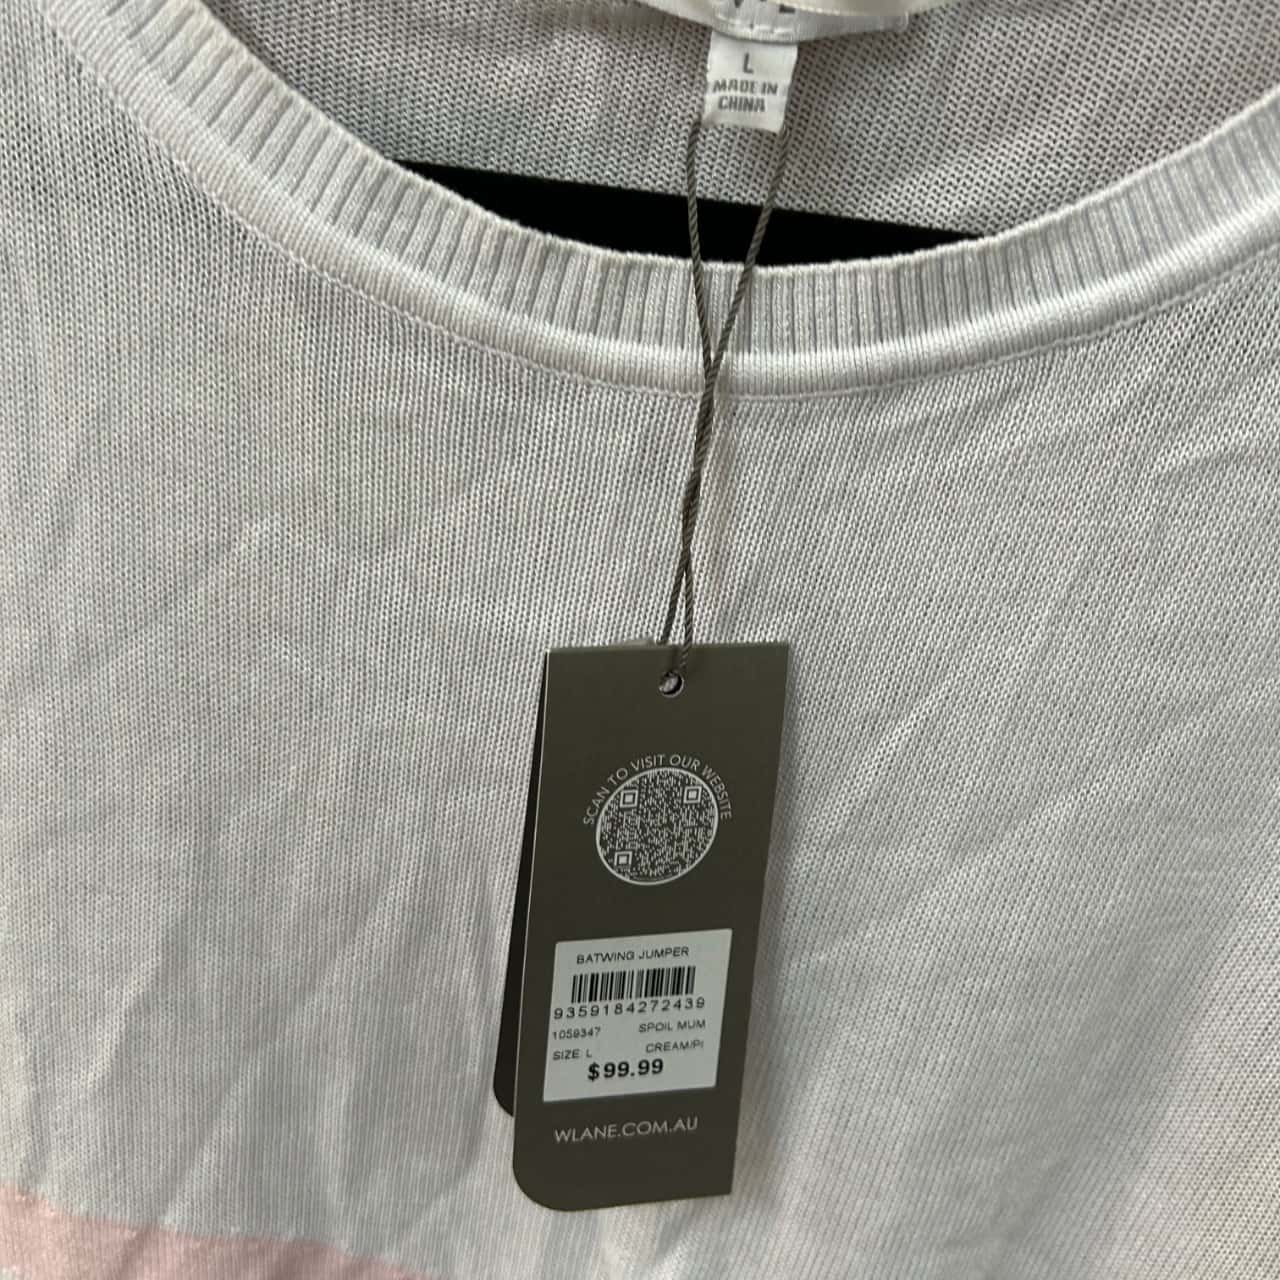 L
MADE IN
CHINA
SCAN TO VISIT OUR WEBSITE
BATWING JUMPER
9359184272439
1059347 SPOIL MUM
SIZE: L CREAM/PI
$99.99
WLANE.COM.AU